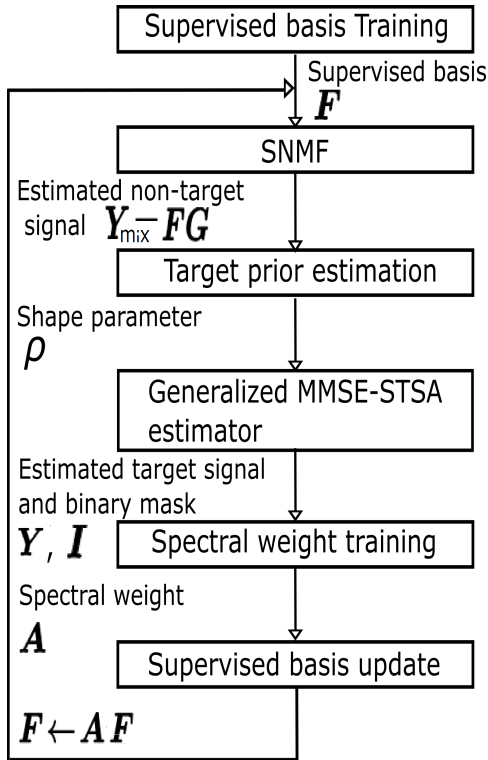 Supervised basis Training
Supervised basis
F
SNMF
Estimated non-target
signal Ymix−FG
Target prior estimation
Shape parameter
ρ
Generalized MMSE-STSA
estimator
Estimated target signal
and binary mask
Y, I
Spectral weight training
Spectral weight
A
Supervised basis update
F←AF